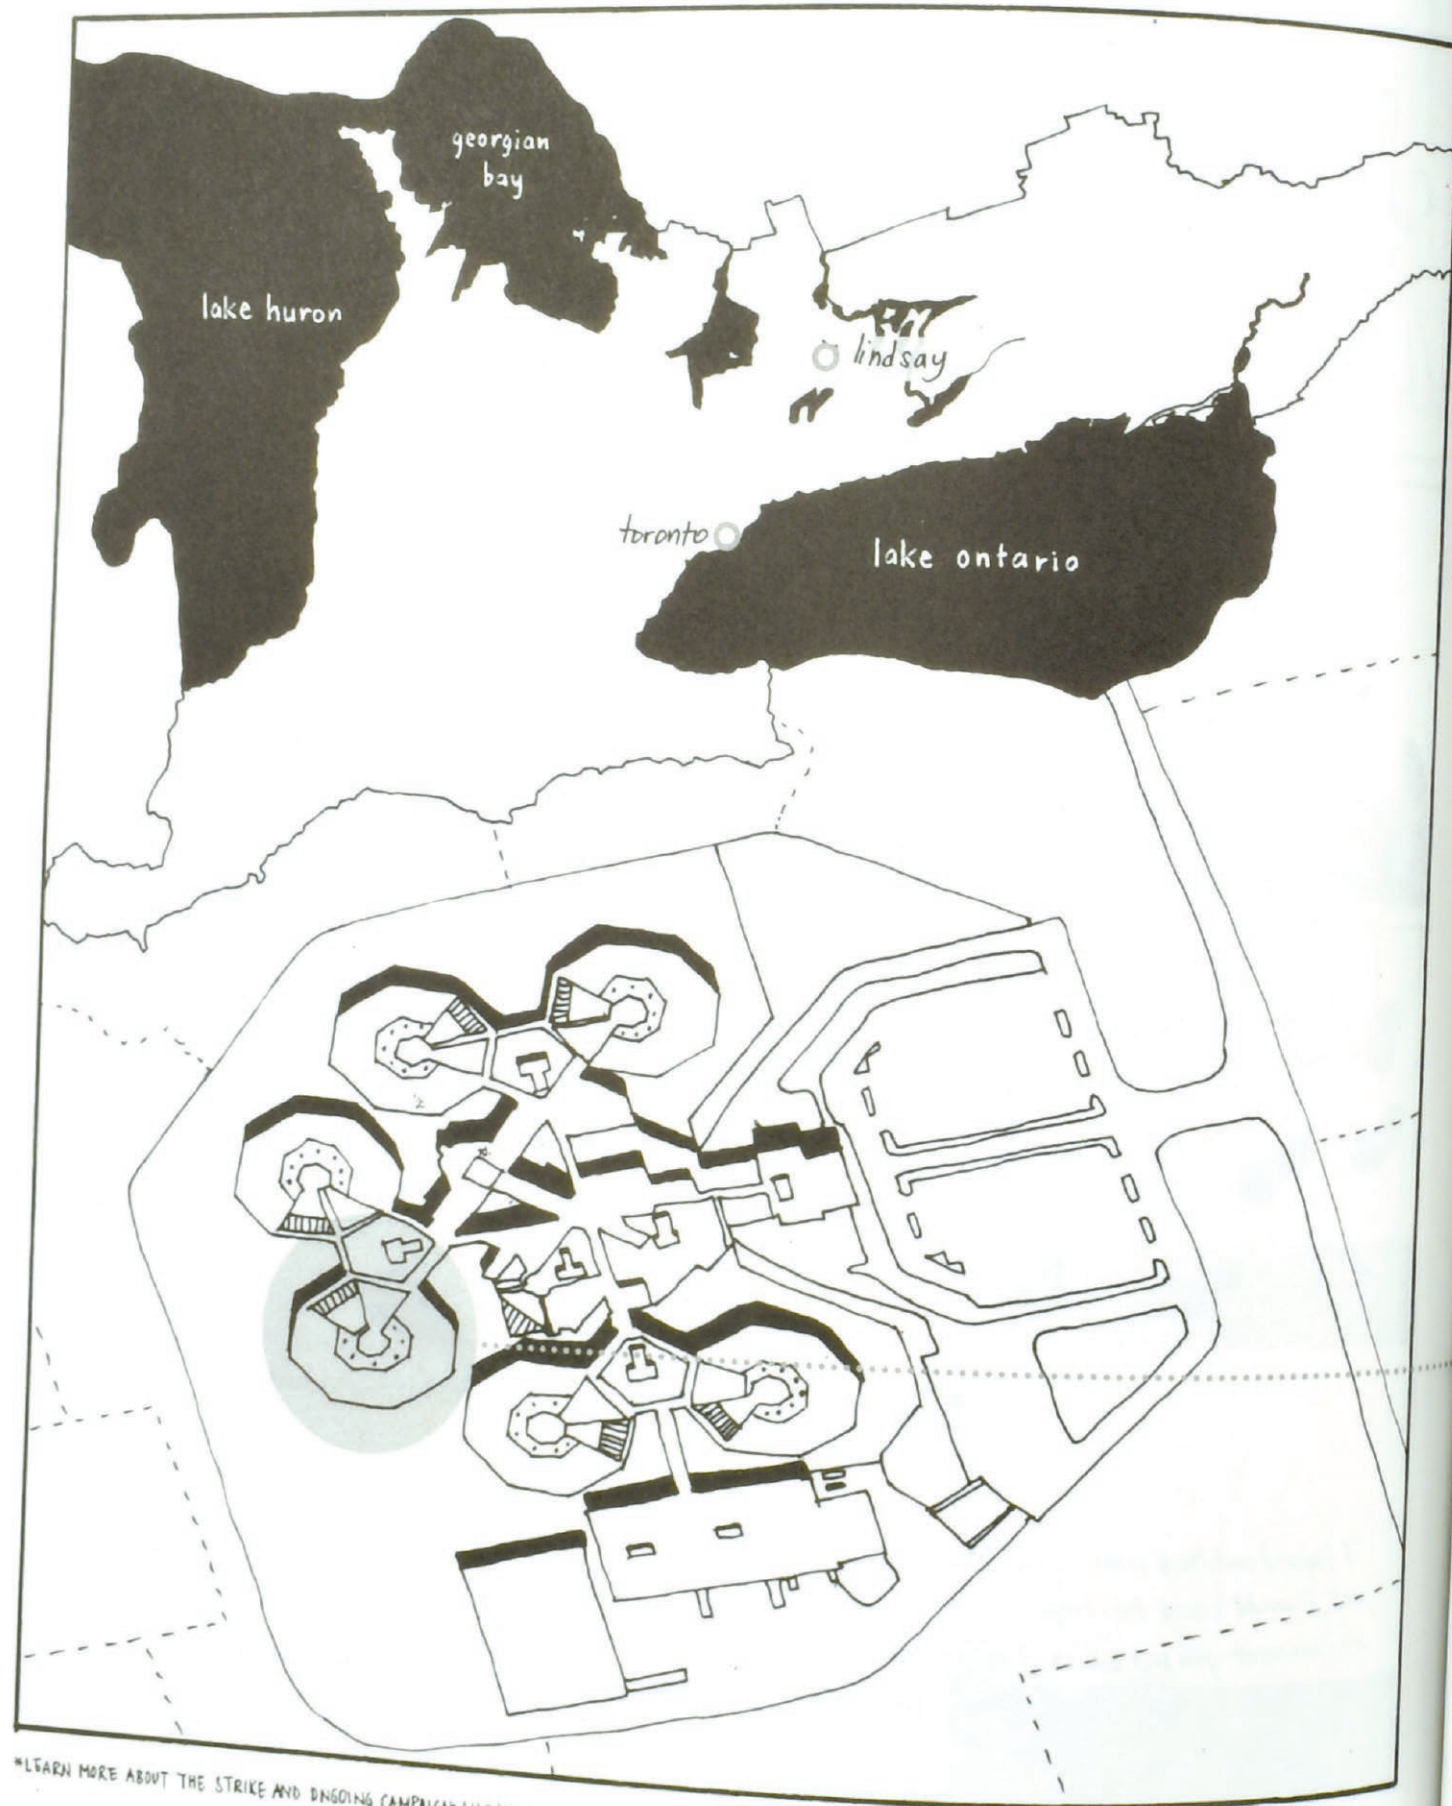 georgian
bay
lake huron
lindsay
toronto
lake ontario
*LEARN MORE ABOUT THE STRIKE AND ONGOING